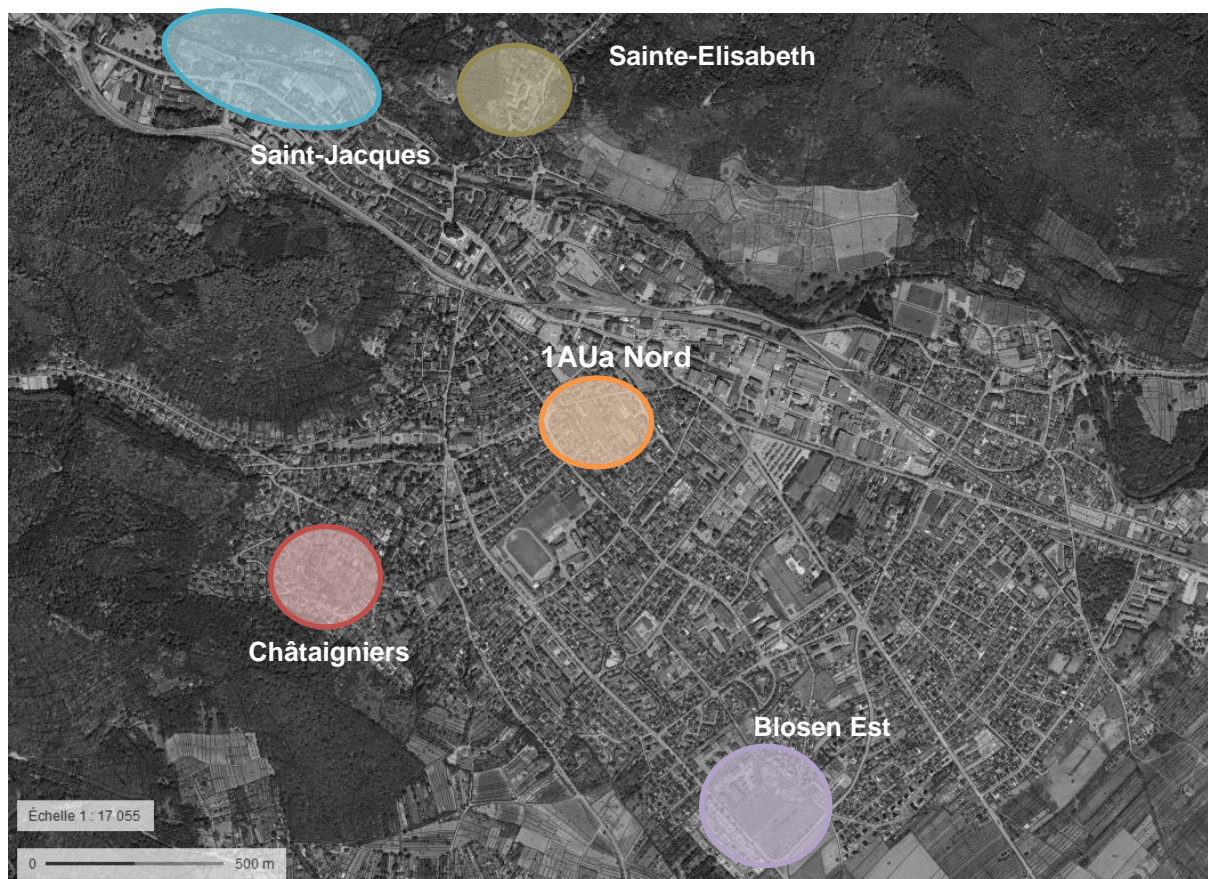 Sainte-Elisabeth
Saint-Jacques
1AUa Nord
Châtaigniers
Blosen Est
Échelle 1 : 17 055
0 500 m